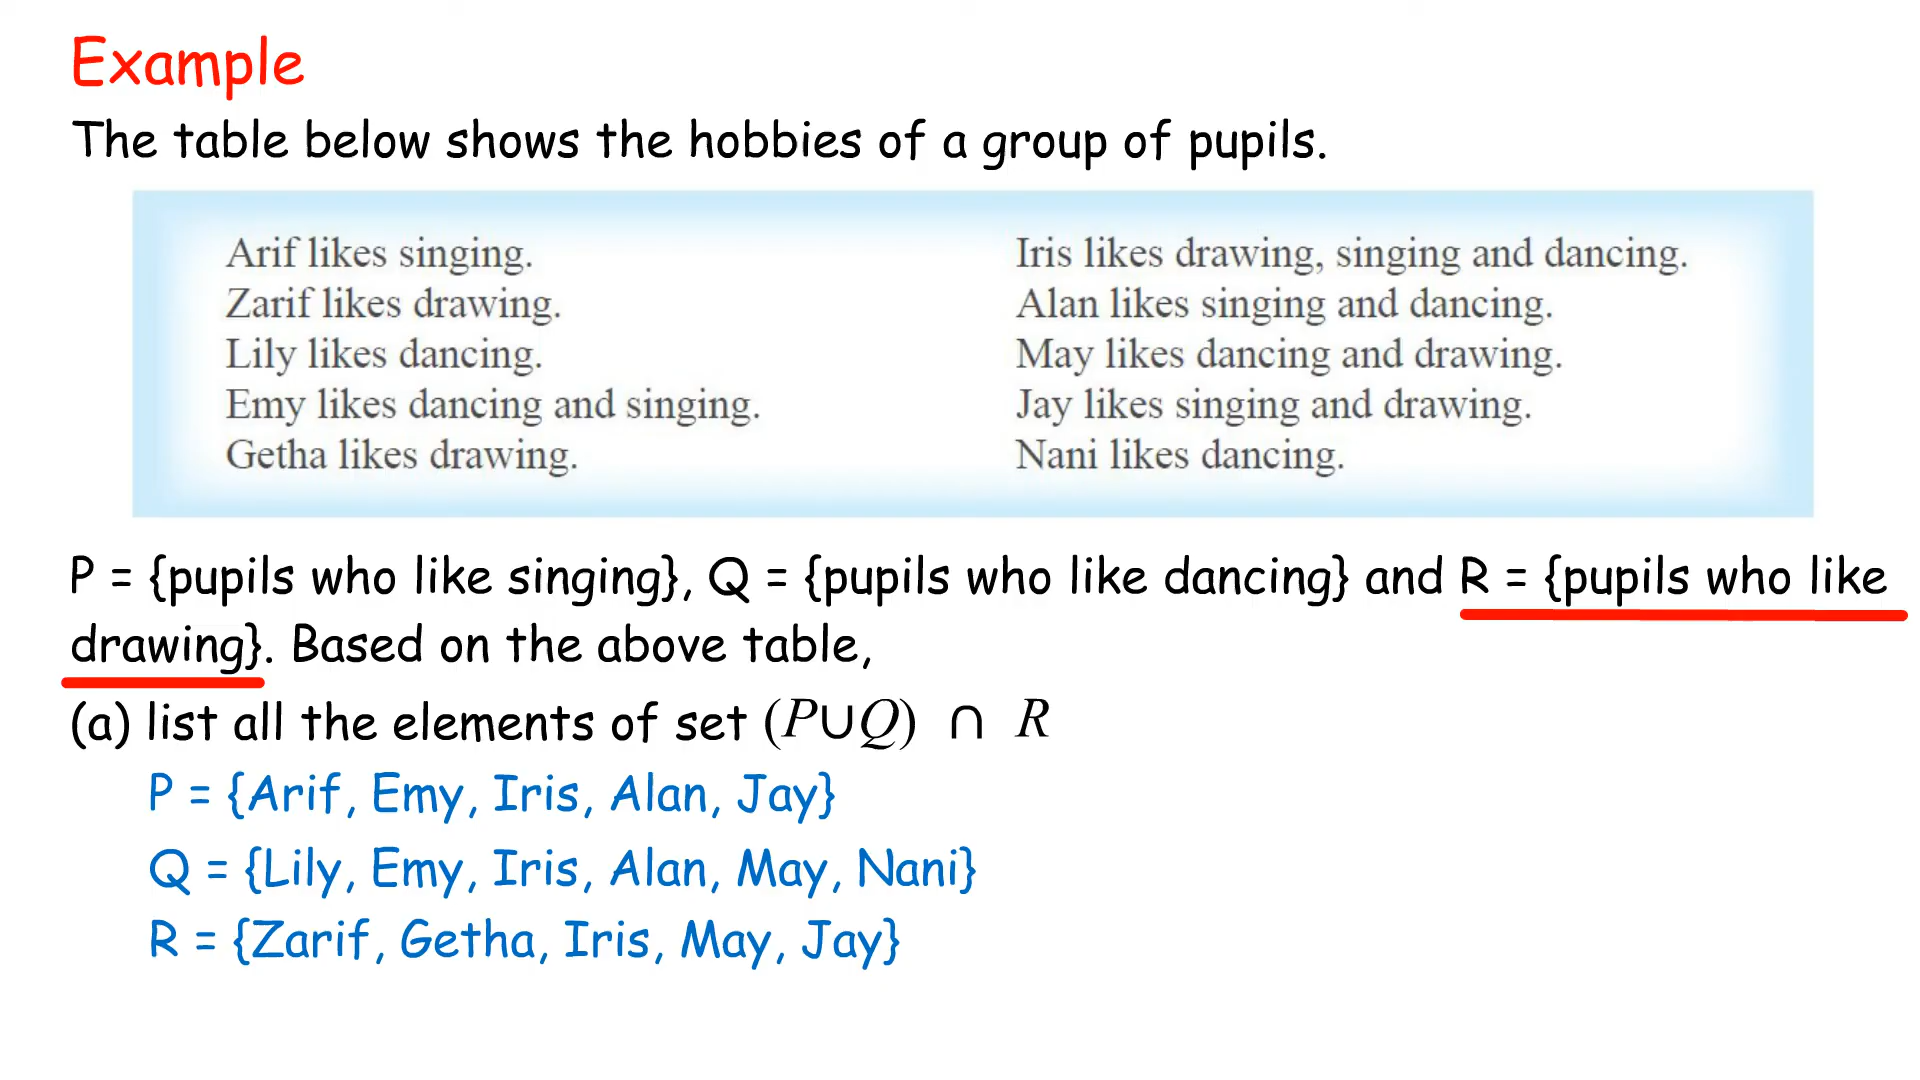 Example
The table below shows the hobbies of a group of pupils.
Arif likes singing.
Zarif likes drawing.
Lily likes dancing.
Emy likes dancing and singing.
Getha likes drawing.
Iris likes drawing, singing and dancing.
Alan likes singing and dancing.
May likes dancing and drawing.
Jay likes singing and drawing.
Nani likes dancing.
P = {pupils who like singing}, Q = {pupils who like dancing} and R = {pupils who like
drawing}. Based on the above table,
(a) list all the elements of set (P∪Q) ∩ R
P = {Arif, Emy, Iris, Alan, Jay}
Q = {Lily, Emy, Iris, Alan, May, Nani}
R = {Zarif, Getha, Iris, May, Jay}